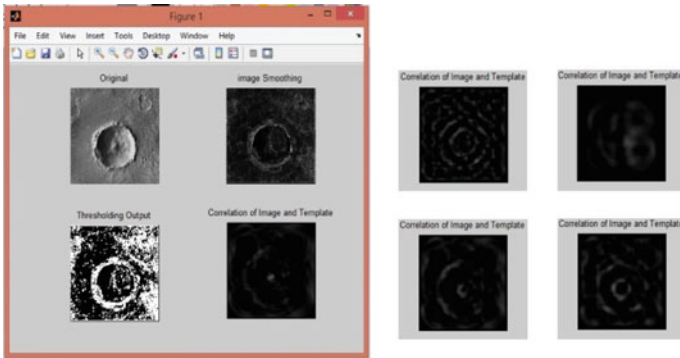 Figure 1
File Edit View Insert Tools Desktop Window Help
Original
image Smoothing
Thresholding Output
Correlation of Image and Template
Correlation of Image and Template
Correlation of Image and Template
Correlation of Image and Template
Correlation of Image and Template